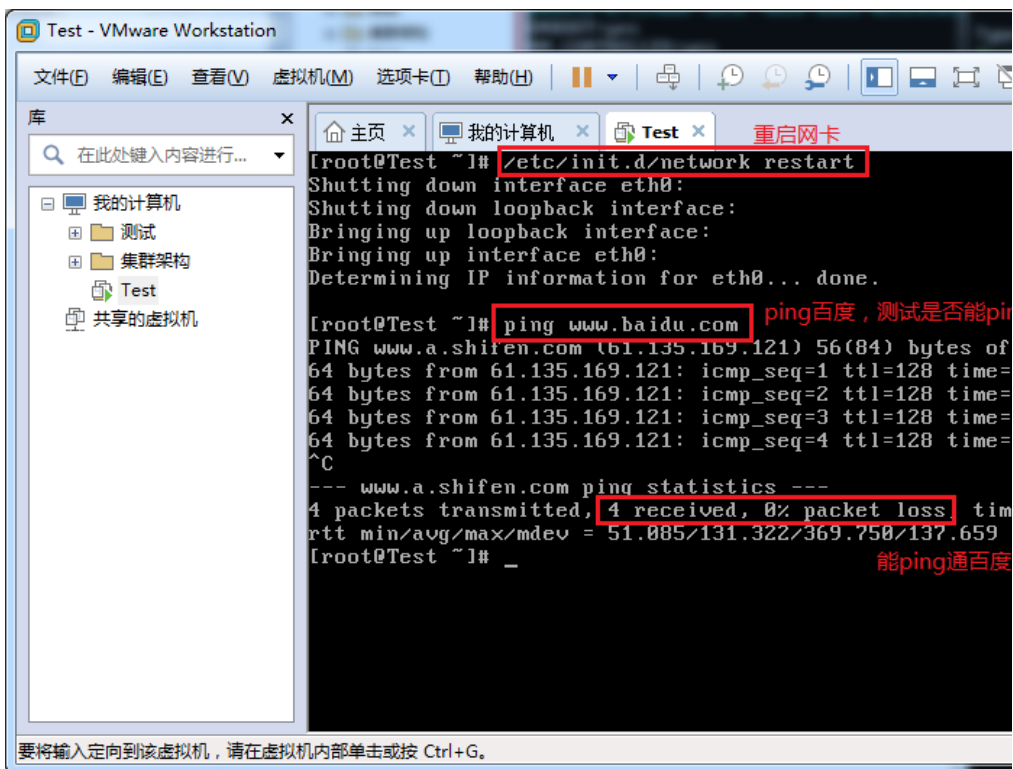 Test - VMware Workstation
文件(F) 编辑(E) 查看(V) 虚拟机(M) 选项卡(T) 帮助(H)
库
在此处键入内容进行...
我的计算机
测试
集群架构
Test
共享的虚拟机
主页 我的计算机 Test
重启网卡
[root@Test ~]# /etc/init.d/network restart
Shutting down interface eth0:
Shutting down loopback interface:
Bringing up loopback interface:
Bringing up interface eth0:
Determining IP information for eth0... done.
ping百度，测试是否能pin
[root@Test ~]# ping www.baidu.com
PING www.a.shifen.com (61.135.169.121) 56(84) bytes of
64 bytes from 61.135.169.121: icmp_seq=1 ttl=128 time=
64 bytes from 61.135.169.121: icmp_seq=2 ttl=128 time=
64 bytes from 61.135.169.121: icmp_seq=3 ttl=128 time=
64 bytes from 61.135.169.121: icmp_seq=4 ttl=128 time=
^C
--- www.a.shifen.com ping statistics ---
4 packets transmitted, 4 received, 0% packet loss, tim
rtt min/avg/max/mdev = 51.085/131.322/369.750/137.659
[root@Test ~]# _
能ping通百度
要将输入定向到该虚拟机，请在虚拟机内部单击或按 Ctrl+G。